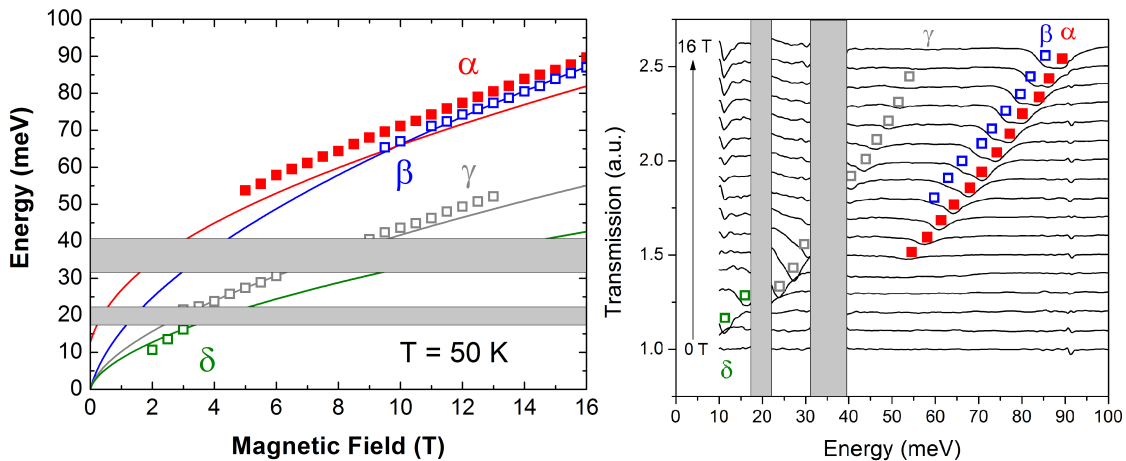 100
90
80
70
60
50
40
30
20
10
0
Energy (meV)
α
β
γ
δ
T = 50 K
0 2 4 6 8 10 12 14 16
Magnetic Field (T)
2.5
2.0
1.5
1.0
Transmission (a.u.)
16 T
0 T
γ
β
α
δ
0 10 20 30 40 50 60 70 80 90 100
Energy (meV)